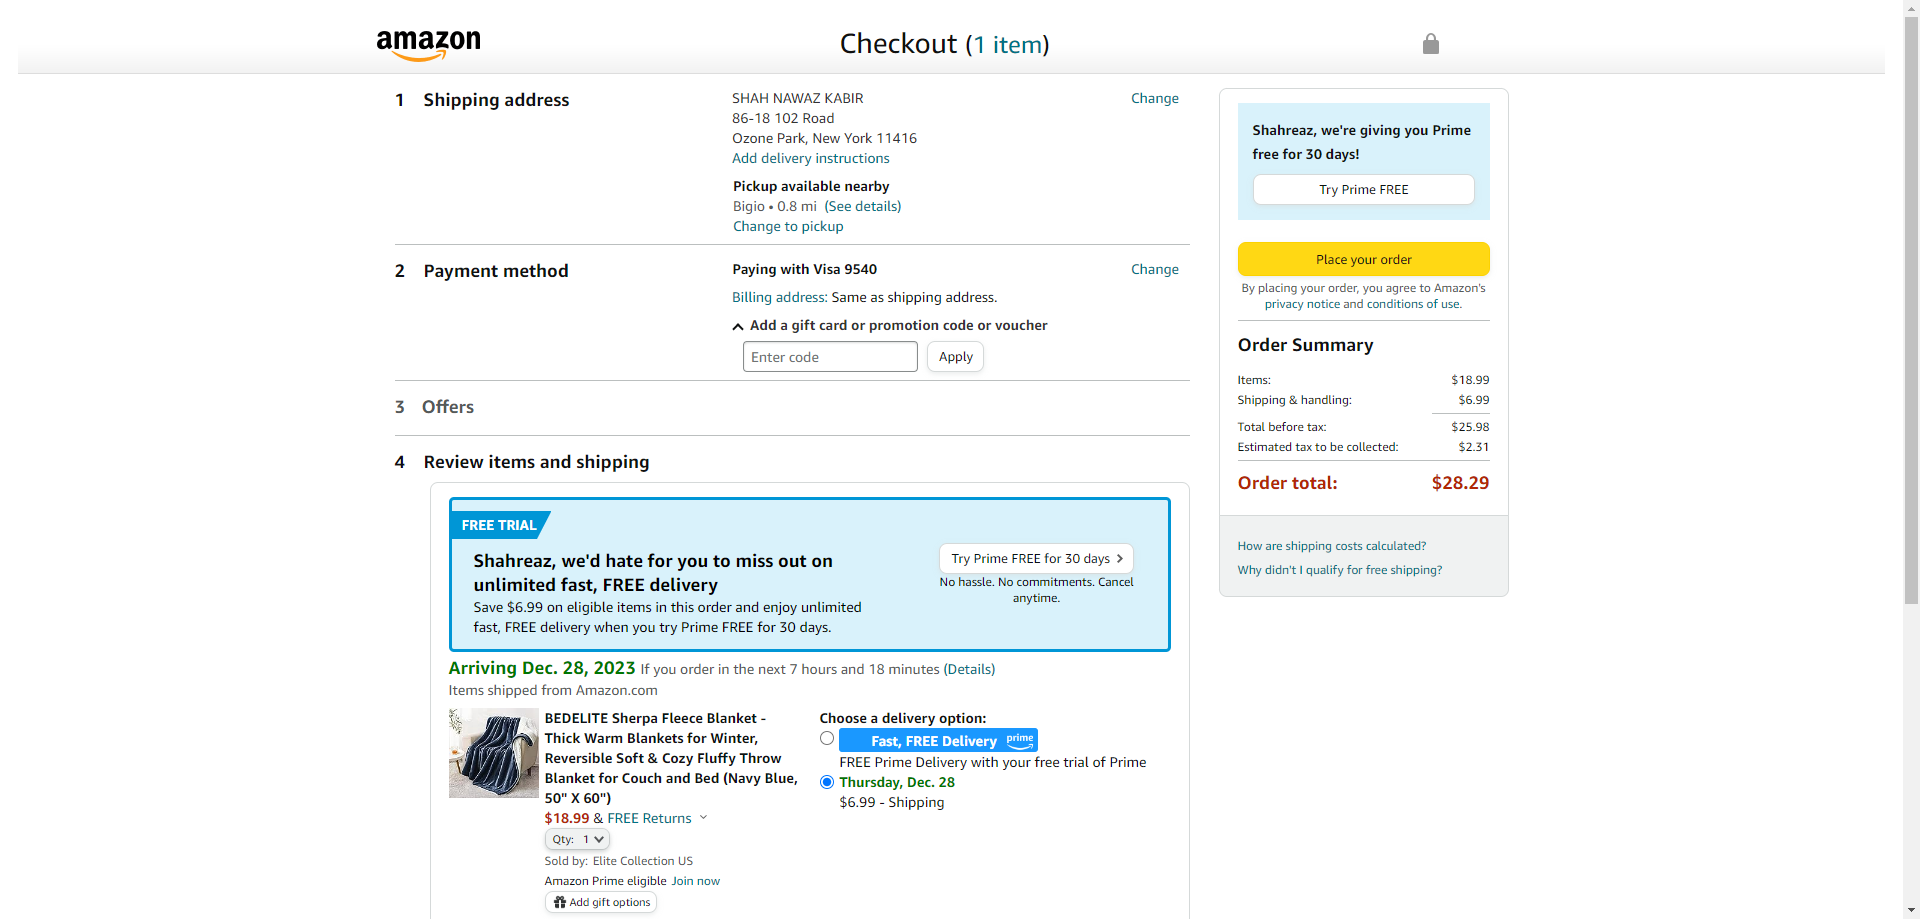 amazon
Checkout (1 item)
1 Shipping address
SHAH NAWAZ KABIR
86-18 102 Road
Ozone Park, New York 11416
Add delivery instructions
Pickup available nearby
Bigio • 0.8 mi (See details)
Change to pickup
Change
2 Payment method
Paying with Visa 9540
Billing address: Same as shipping address.
Add a gift card or promotion code or voucher
Enter code
Apply
Change
3 Offers
4 Review items and shipping
FREE TRIAL
Shahreaz, we'd hate for you to miss out on
unlimited fast, FREE delivery
Save $6.99 on eligible items in this order and enjoy unlimited
fast, FREE delivery when you try Prime FREE for 30 days.
Try Prime FREE for 30 days
No hassle. No commitments. Cancel
anytime.
Arriving Dec. 28, 2023 If you order in the next 7 hours and 18 minutes (Details)
Items shipped from Amazon.com
BEDELITE Sherpa Fleece Blanket -
Thick Warm Blankets for Winter,
Reversible Soft & Cozy Fluffy Throw
Blanket for Couch and Bed (Navy Blue,
50" X 60")
$18.99 & FREE Returns
Qty: 1
Sold by: Elite Collection US
Amazon Prime eligible Join now
Add gift options
Choose a delivery option:
Fast, FREE Delivery prime
FREE Prime Delivery with your free trial of Prime
Thursday, Dec. 28
$6.99 - Shipping
Shahreaz, we're giving you Prime
free for 30 days!
Try Prime FREE
Place your order
By placing your order, you agree to Amazon's
privacy notice and conditions of use.
Order Summary
Items: $18.99
Shipping & handling: $6.99
Total before tax: $25.98
Estimated tax to be collected: $2.31
Order total: $28.29
How are shipping costs calculated?
Why didn't I qualify for free shipping?